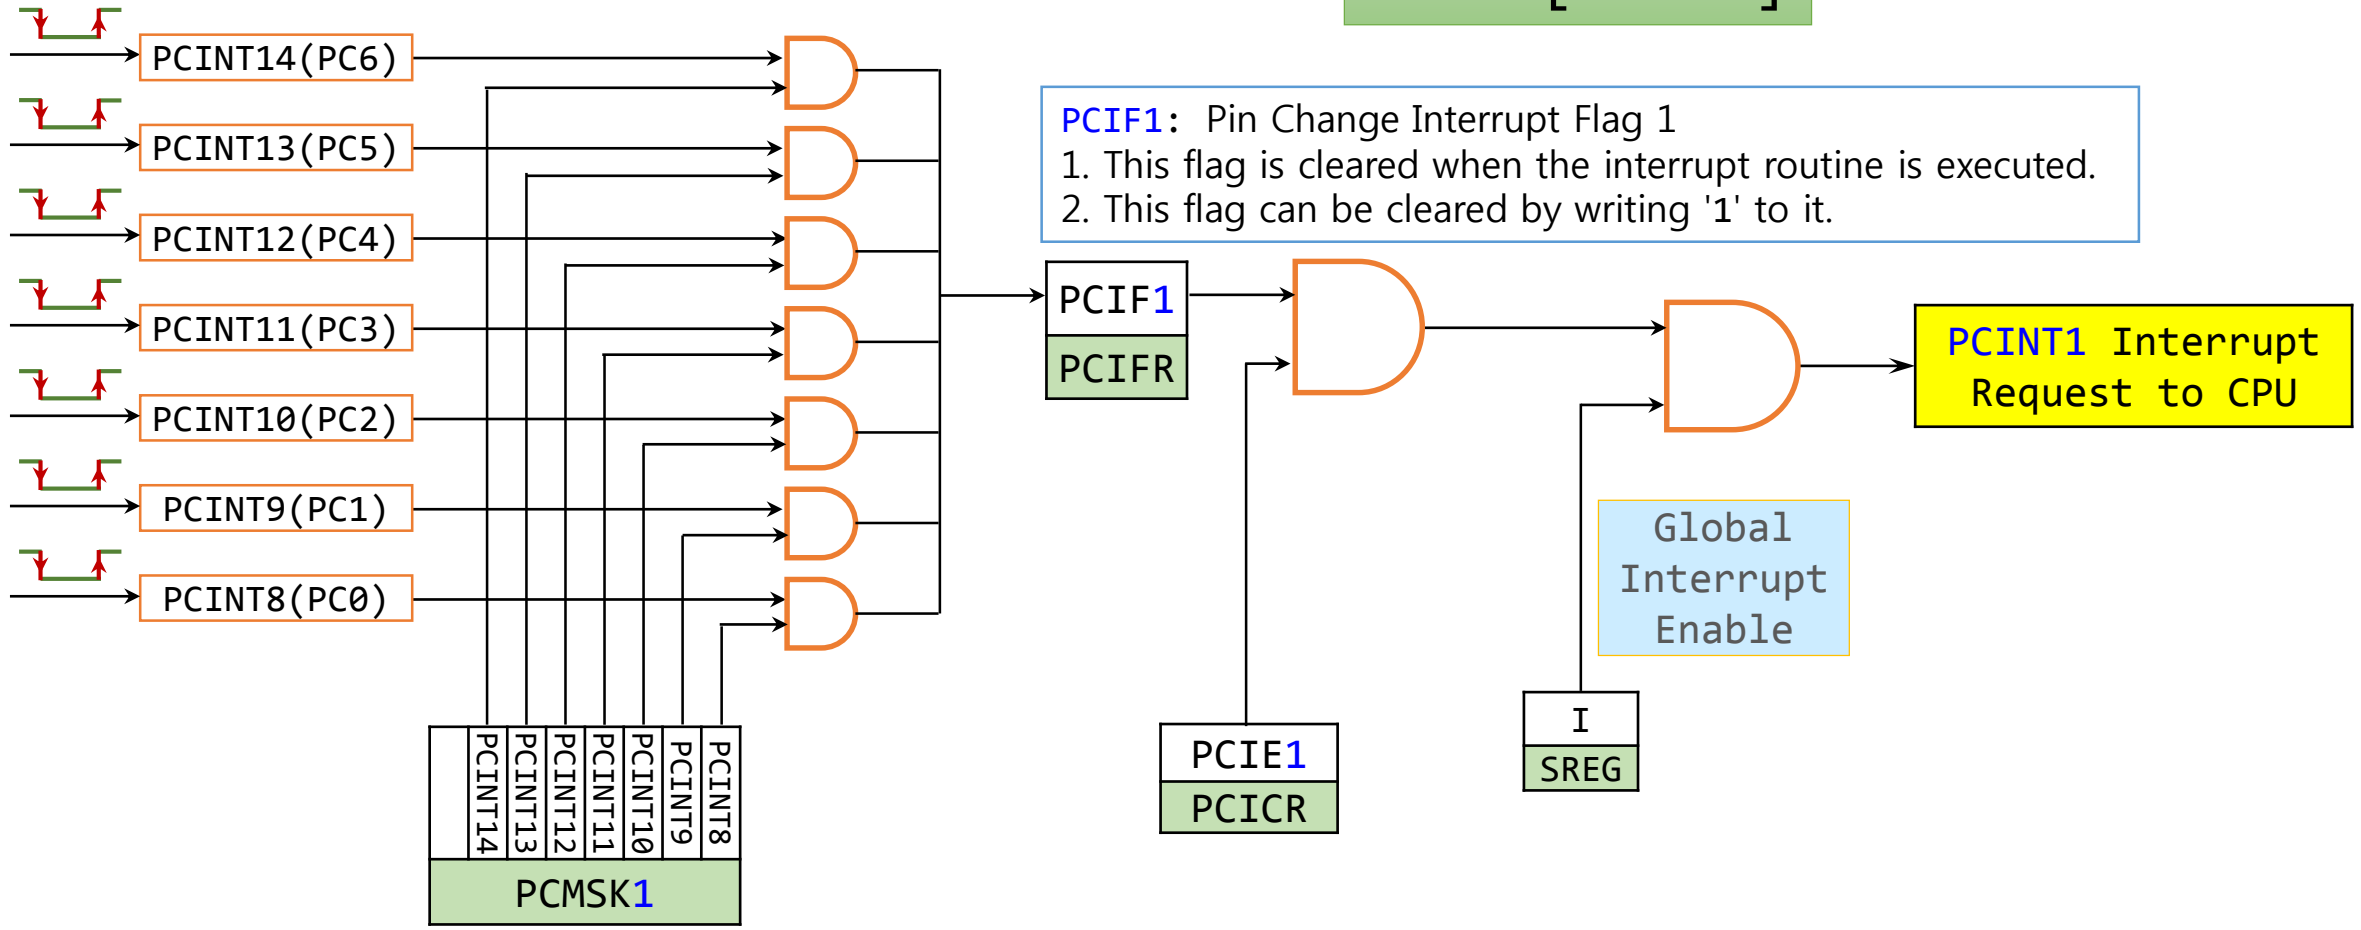 [ ]
PCINT14(PC6)
PCINT13(PC5)
PCINT12(PC4)
PCINT11(PC3)
PCINT10(PC2)
PCINT9(PC1)
PCINT8(PC0)
PCIF1: Pin Change Interrupt Flag 1
1. This flag is cleared when the interrupt routine is executed.
2. This flag can be cleared by writing '1' to it.
PCIF1
PCIFR
PCINT1 Interrupt
Request to CPU
Global
Interrupt
Enable
I
SREG
PCIE1
PCICR
PCINT14
PCINT13
PCINT12
PCINT11
PCINT10
PCINT9
PCINT8
PCMSK1